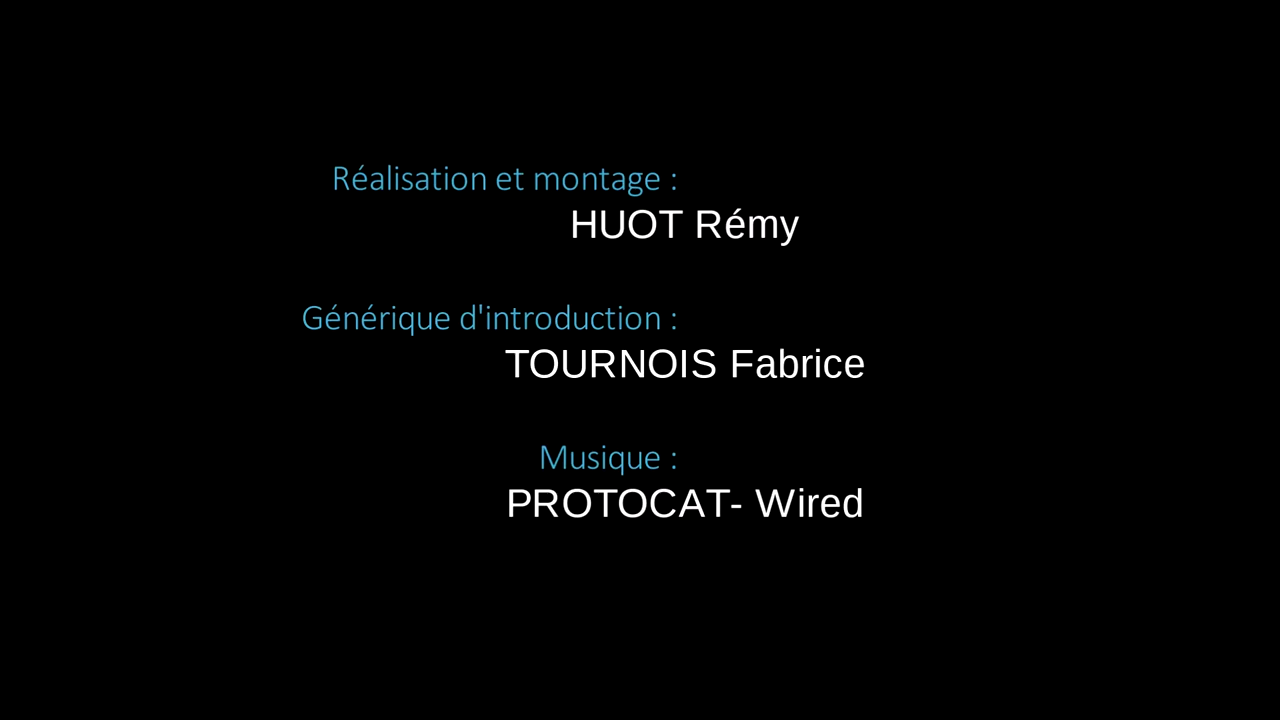 Réalisation et montage :
HUOT Rémy
Générique d'introduction :
TOURNOIS Fabrice
Musique :
PROTOCAT- Wired